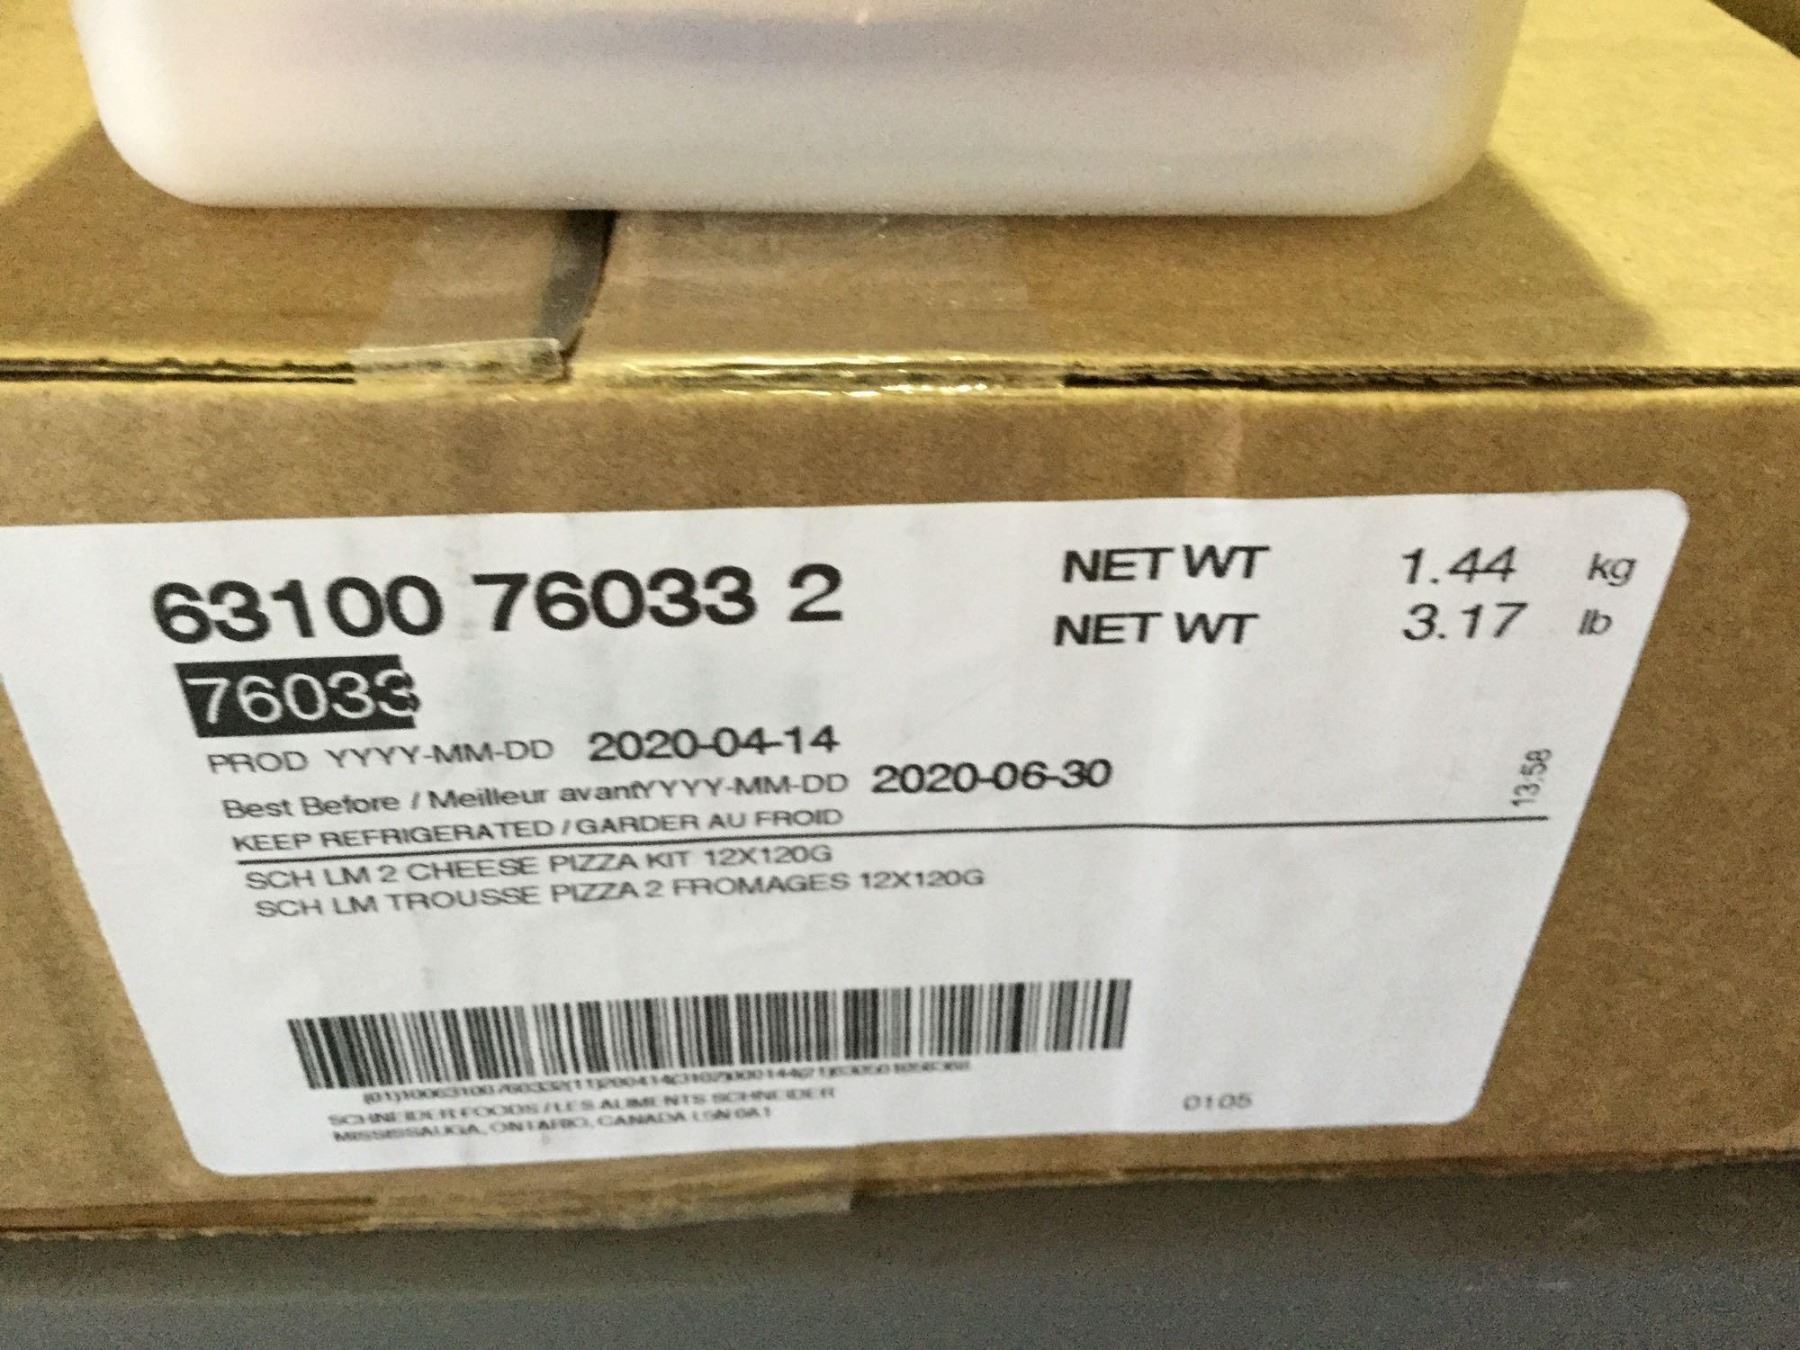 63100 76033 2
NET WT 1.44 kg
NET WT 3.17 lb
76033
PROD YYYY-MM-DD 2020-04-14
Best Before / Meilleur avantYYYY-MM-DD 2020-06-30
13:58
KEEP REFRIGERATED / GARDER AU FROID
SCH LM 2 CHEESE PIZZA KIT 12X120G
SCH LM TROUSSE PIZZA 2 FROMAGES 12X120G
SCHNEIDER FOODS / LES ALIMENTS SCHNEIDER
MISSISSAUGA, ONTARIO, CANADA L5N 0A1
0105